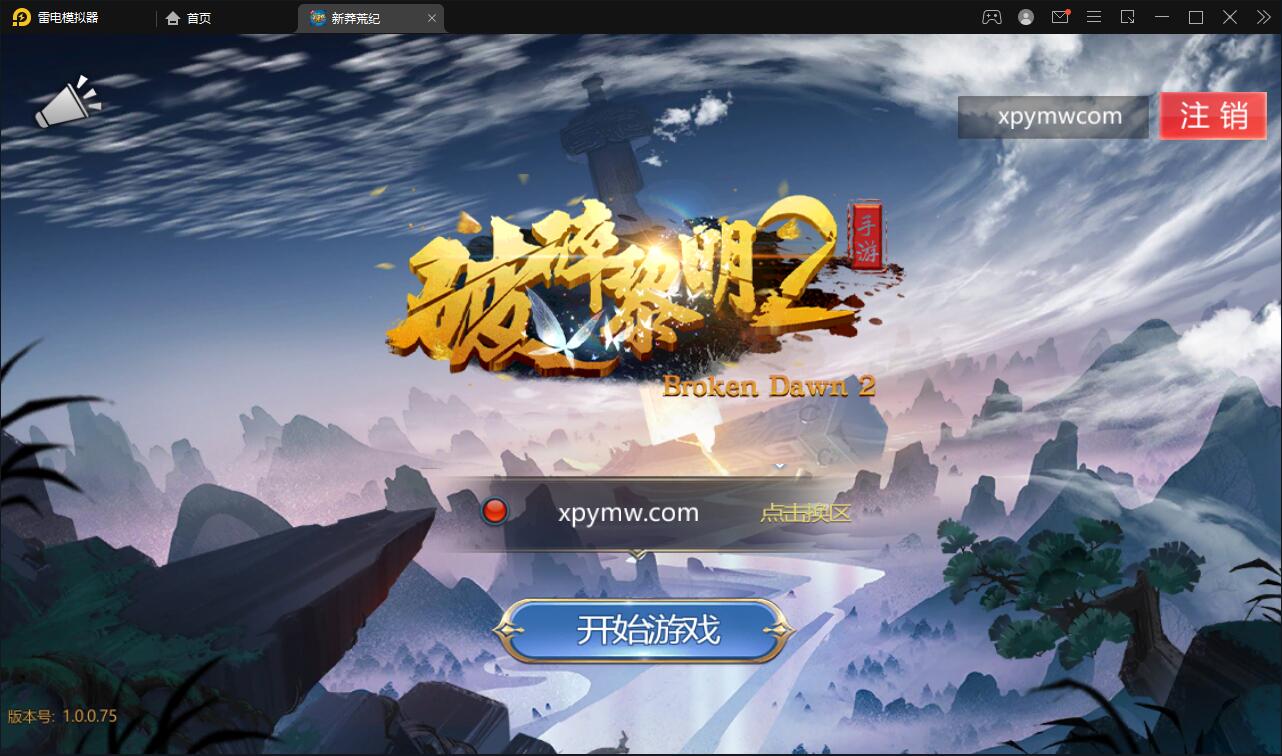 雷电模拟器
首页
新莽荒纪
xpymwcom
注 销
破碎黎明2
手游
Broken Dawn 2
xpymw.com
点击换区
开始游戏
版本号: 1.0.0.75